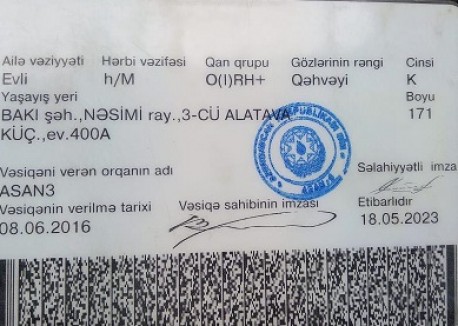 Ailə vəziyyəti Hərbi vəzifəsi Qan qrupu Gözlərinin rəngi Cinsi
Evli h/M O(I)RH+ Qəhvəyi K
Yaşayış yeri Boyu
BAKI şəh.,NƏSİMİ ray.,3-CÜ ALATAVA 171
KÜÇ.,ev.400A
Vəsiqəni verən orqanın adı Səlahiyyətli imza
ASAN3
Vəsiqənin verilmə tarixi Vəsiqə sahibinin imzası Etibarlıdır
08.06.2016 18.05.2023